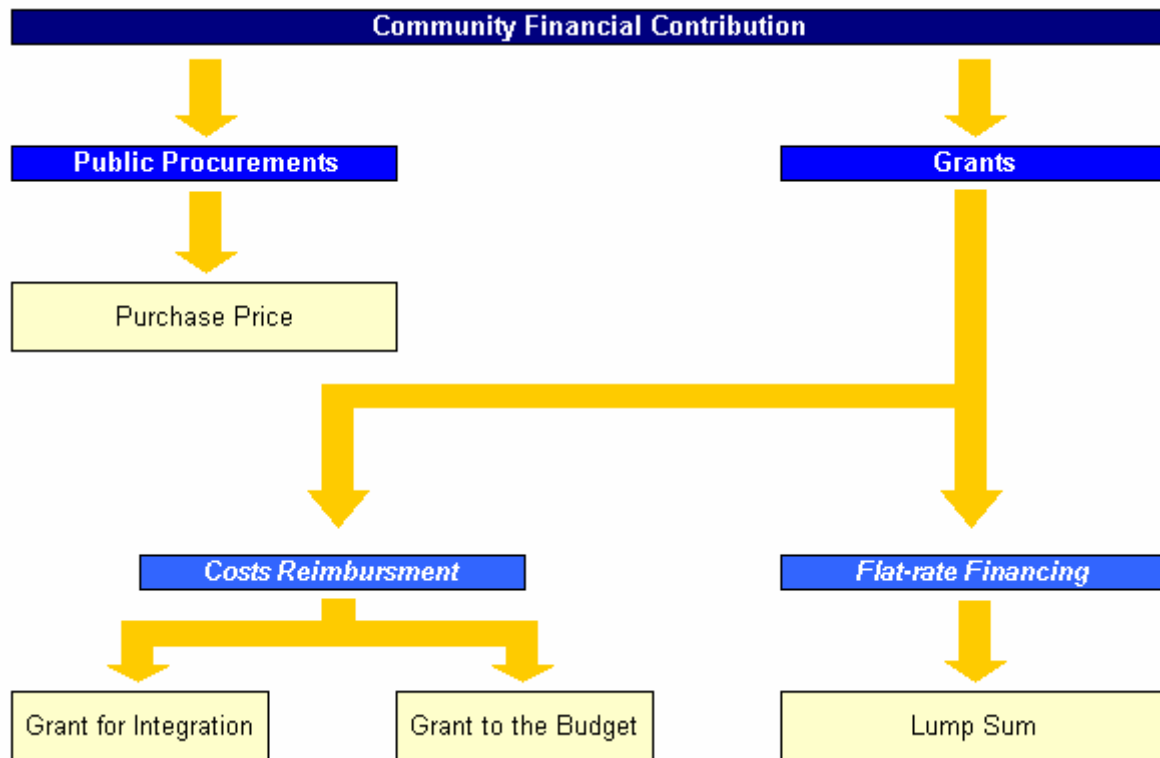 Community Financial Contribution
Public Procurements
Grants
Purchase Price
Costs Reimbursment
Flat-rate Financing
Grant for Integration
Grant to the Budget
Lump Sum